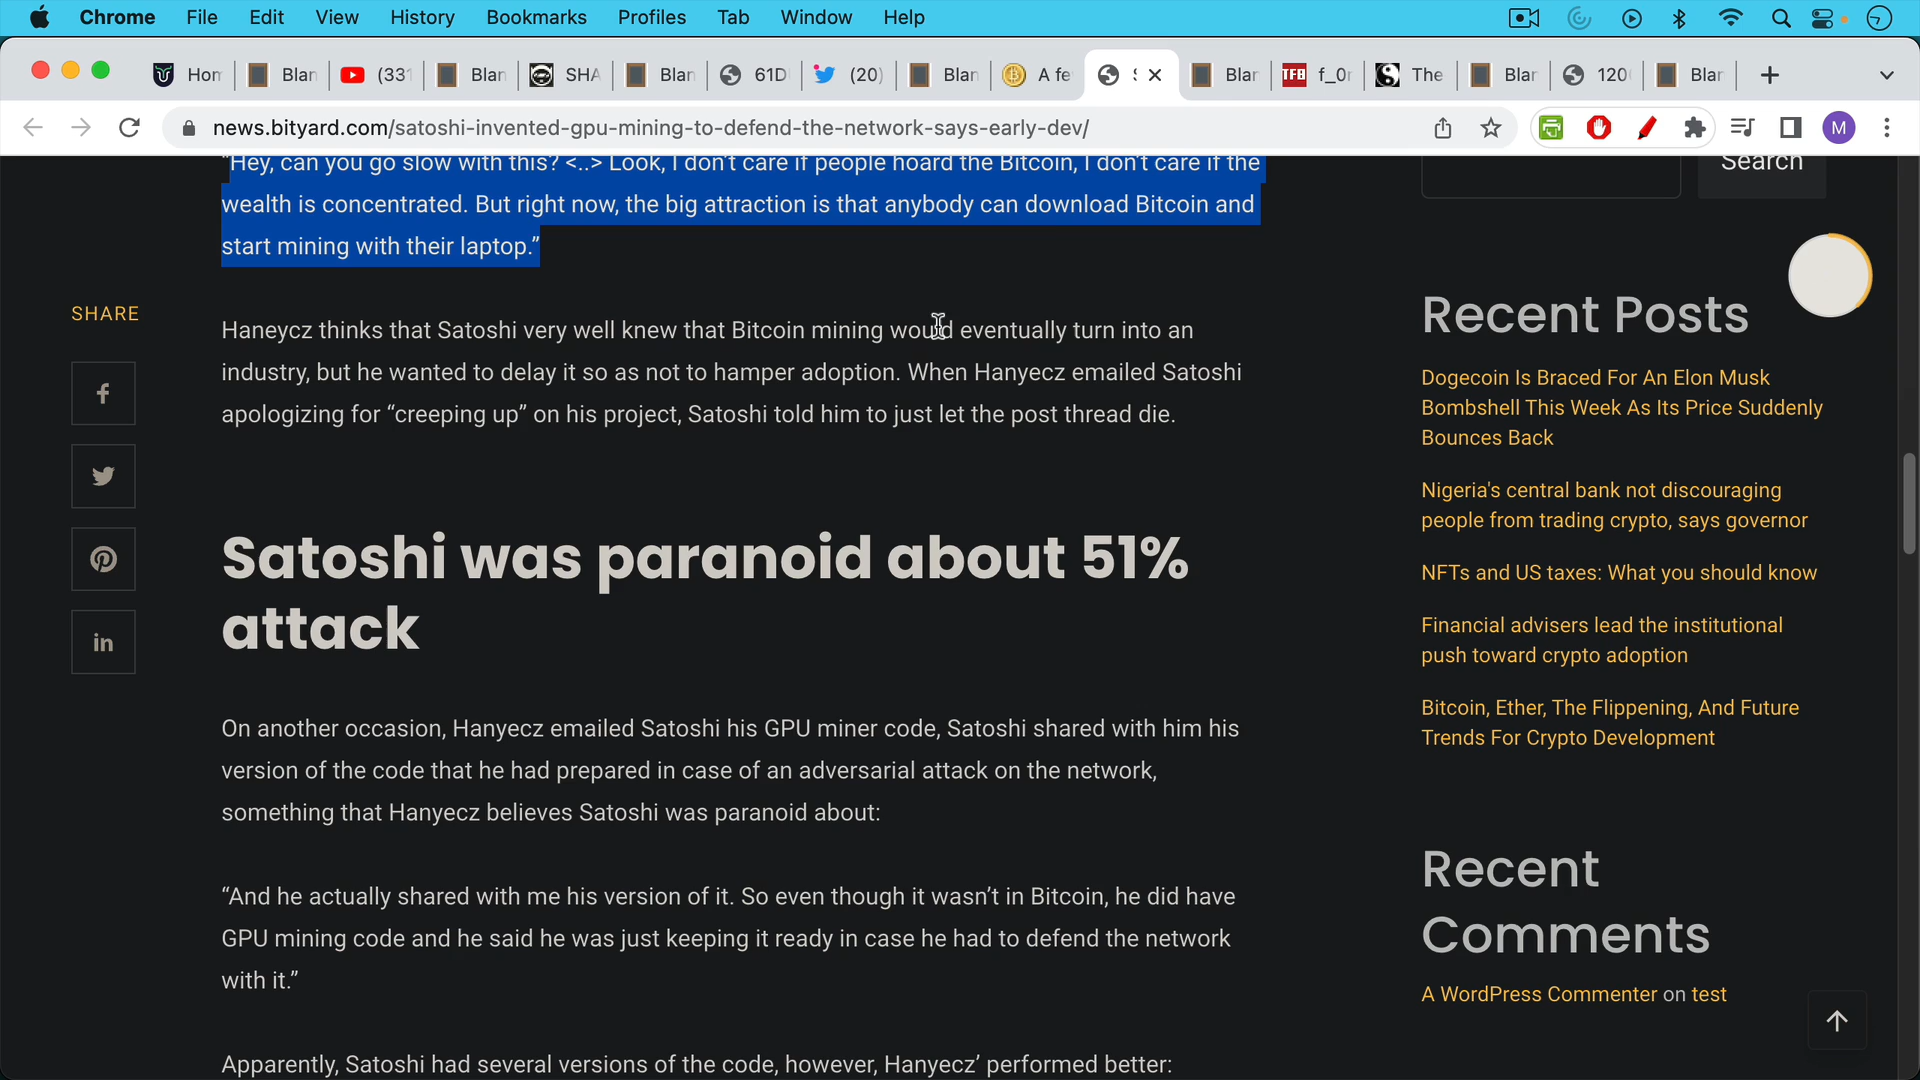 Chrome File Edit View History Bookmarks Profiles Tab Window Help
Hom Blan (331 Blan SHA Blan 61D (20) Blan A fe S Blan TFB f_0r The Blan 120 Blan
news.bityard.com/satoshi-invented-gpu-mining-to-defend-the-network-says-early-dev/ M
“Hey, can you go slow with this? <..> Look, I don’t care if people hoard the Bitcoin, I don’t care if the
wealth is concentrated. But right now, the big attraction is that anybody can download Bitcoin and
start mining with their laptop.”
SHARE
in
Haneycz thinks that Satoshi very well knew that Bitcoin mining would eventually turn into an
industry, but he wanted to delay it so as not to hamper adoption. When Hanyecz emailed Satoshi
apologizing for “creeping up” on his project, Satoshi told him to just let the post thread die.
Satoshi was paranoid about 51%
attack
On another occasion, Hanyecz emailed Satoshi his GPU miner code, Satoshi shared with him his
version of the code that he had prepared in case of an adversarial attack on the network,
something that Hanyecz believes Satoshi was paranoid about:
“And he actually shared with me his version of it. So even though it wasn’t in Bitcoin, he did have
GPU mining code and he said he was just keeping it ready in case he had to defend the network
with it.”
Apparently, Satoshi had several versions of the code, however, Hanyecz’ performed better:
Search
Recent Posts
Dogecoin Is Braced For An Elon Musk
Bombshell This Week As Its Price Suddenly
Bounces Back
Nigeria's central bank not discouraging
people from trading crypto, says governor
NFTs and US taxes: What you should know
Financial advisers lead the institutional
push toward crypto adoption
Bitcoin, Ether, The Flippening, And Future
Trends For Crypto Development
Recent
Comments
A WordPress Commenter on test